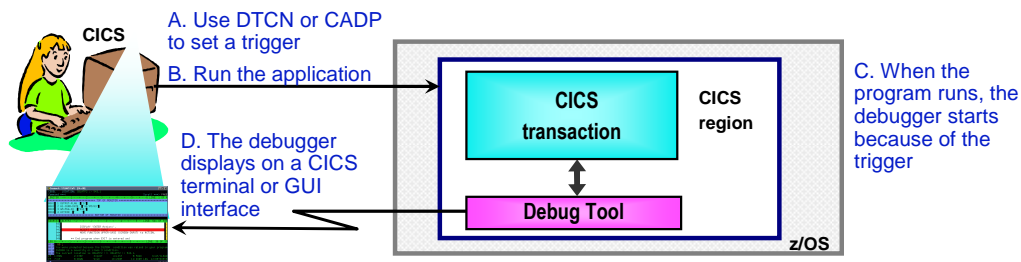 A. Use DTCN or CADP
to set a trigger
CICS
B. Run the application
C. When the
program runs, the
debugger starts
because of the
trigger
CICS
transaction
CICS
region
D. The debugger
displays on a CICS
terminal or GUI
interface
Debug Tool
z/OS